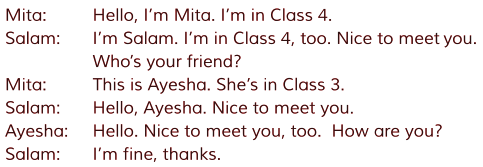 Mita: Hello, I'm Mita. I'm in Class 4.
Salam: I'm Salam. I'm in Class 4, too. Nice to meet you.
Who's your friend?
Mita: This is Ayesha. She's in Class 3.
Salam: Hello, Ayesha. Nice to meet you.
Ayesha: Hello. Nice to meet you, too. How are you?
Salam: I'm fine, thanks.